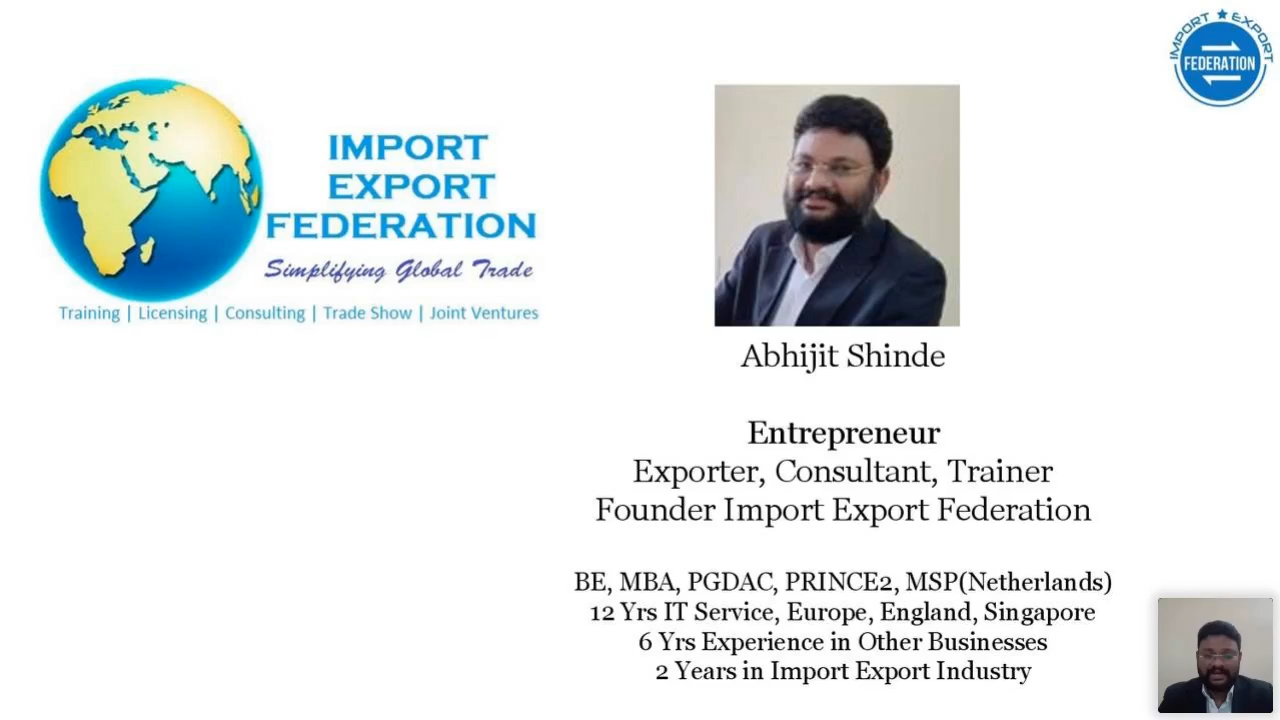 IMPORT ★ EXPORT
FEDERATION
IMPORT
EXPORT
FEDERATION
Simplifying Global Trade
Training | Licensing | Consulting | Trade Show | Joint Ventures
Abhijit Shinde
Entrepreneur
Exporter, Consultant, Trainer
Founder Import Export Federation
BE, MBA, PGDAC, PRINCE2, MSP(Netherlands)
12 Yrs IT Service, Europe, England, Singapore
6 Yrs Experience in Other Businesses
2 Years in Import Export Industry